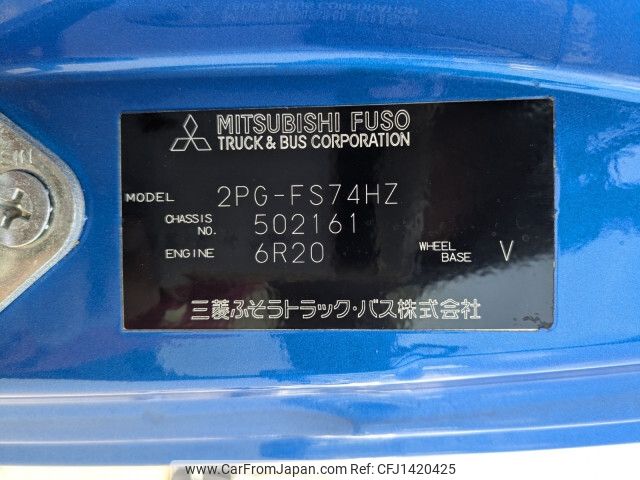 MITSUBISHI FUSO
TRUCK & BUS CORPORATION
MODEL 2PG-FS74HZ
CHASSIS NO. 502161
ENGINE 6R20 WHEEL BASE V
三菱ふそうトラック・バス株式会社
www.CarFromJapan.com - Copyright © CFJ1420425